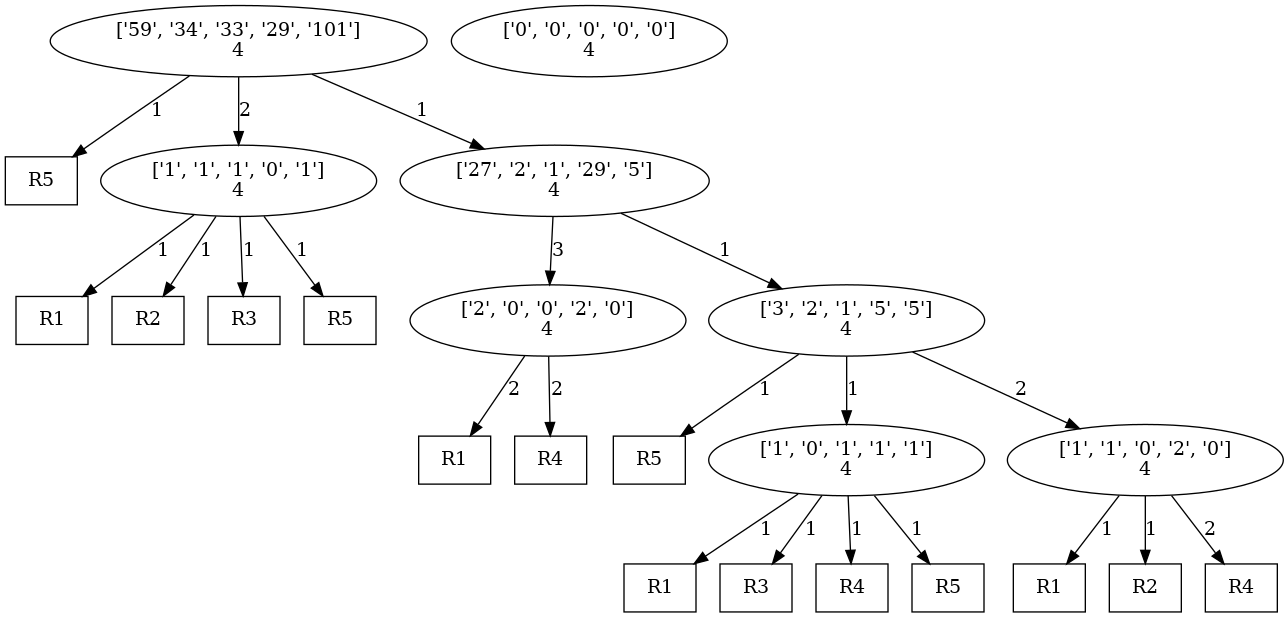 ['59', '34', '33', '29', '101']
4
['0', '0', '0', '0', '0']
4
1
2
1
R5
['1', '1', '1', '0', '1']
4
['27', '2', '1', '29', '5']
4
1
1
1
1
3
1
R1
R2
R3
R5
['2', '0', '0', '2', '0']
4
['3', '2', '1', '5', '5']
4
2
2
1
1
2
R1
R4
R5
['1', '0', '1', '1', '1']
4
['1', '1', '0', '2', '0']
4
1
1
1
1
1
1
2
R1
R3
R4
R5
R1
R2
R4